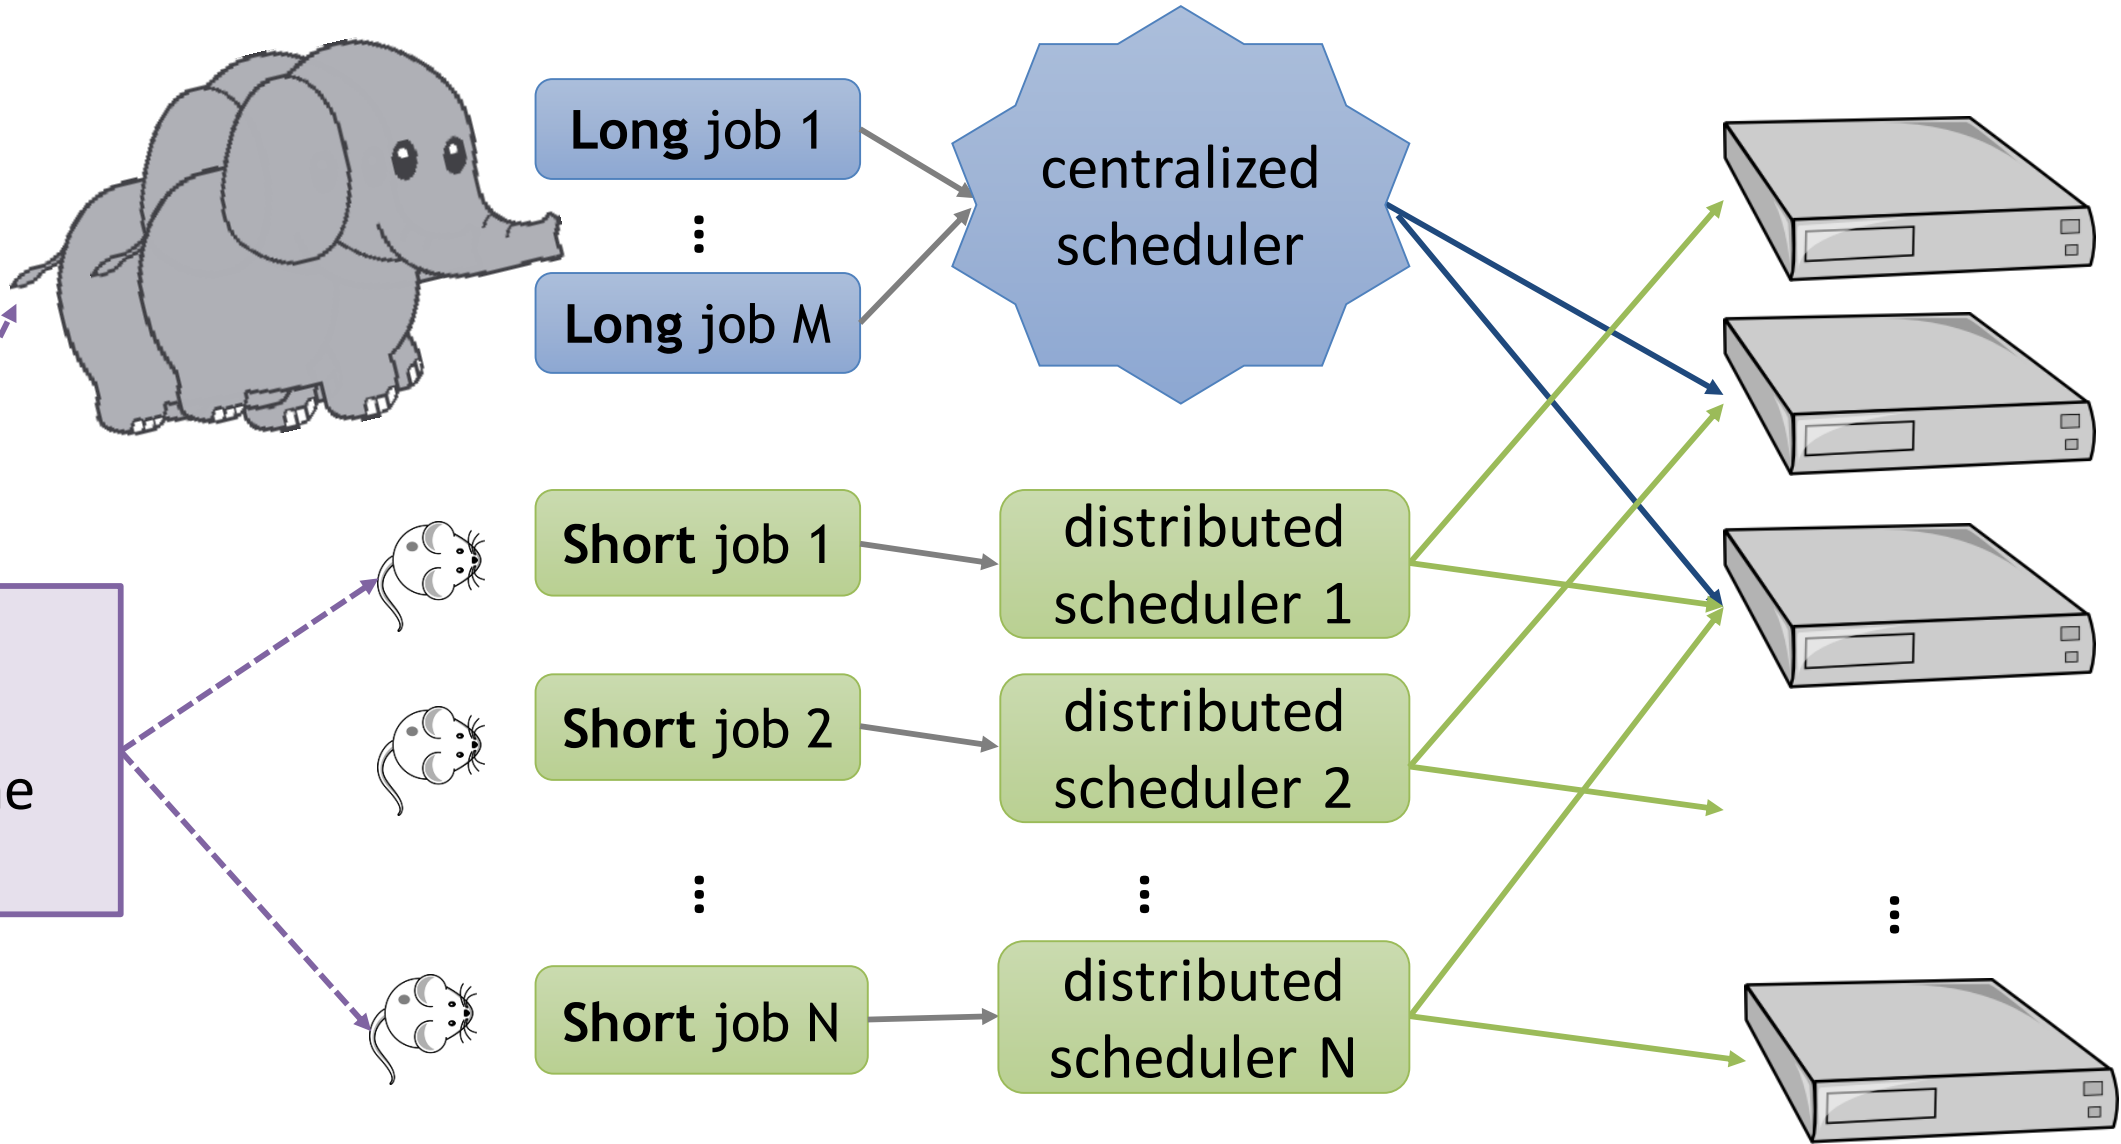 Long job 1
centralized
scheduler
Long job M
Short job 1
distributed
scheduler 1
Short job 2
distributed
scheduler 2
Short job N
distributed
scheduler N